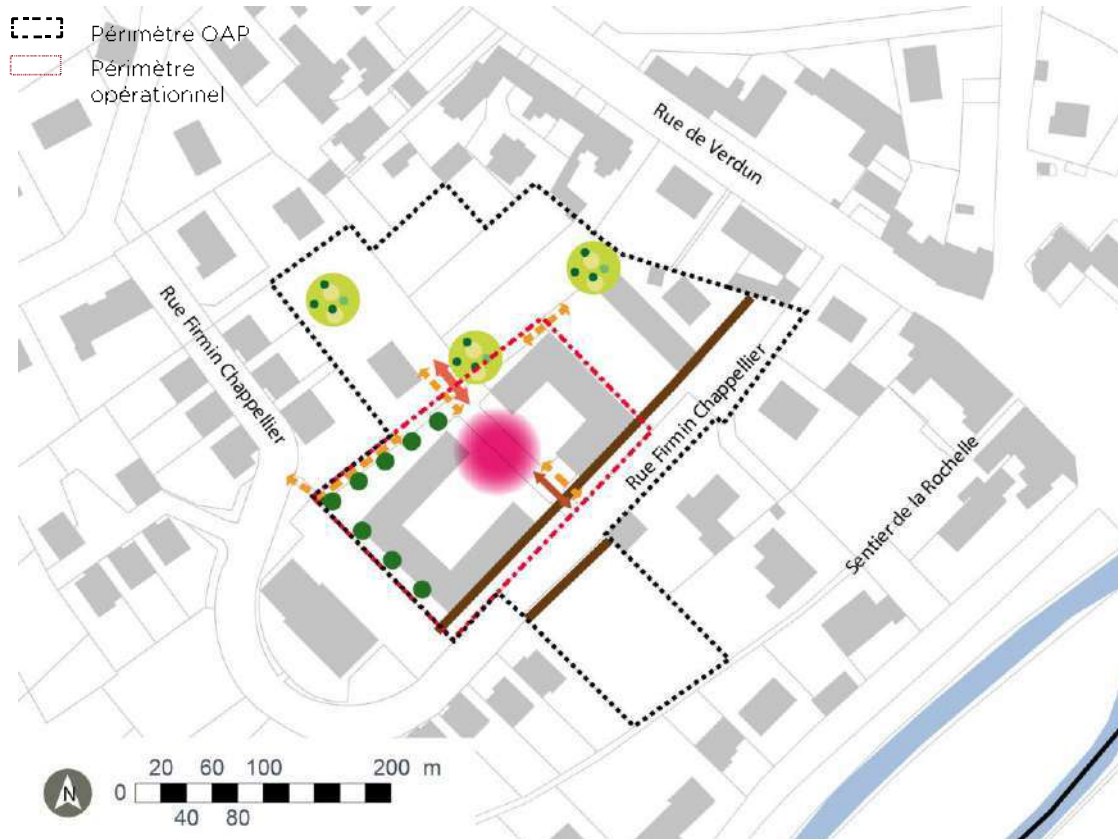 Périmètre OAP
Périmètre
opérationnel
Rue de Verdun
Rue Firmin Chappellier
Rue Firmin Chappellier
Sentier de la Rochelle
N
0
20 60 100 200 m
40 80